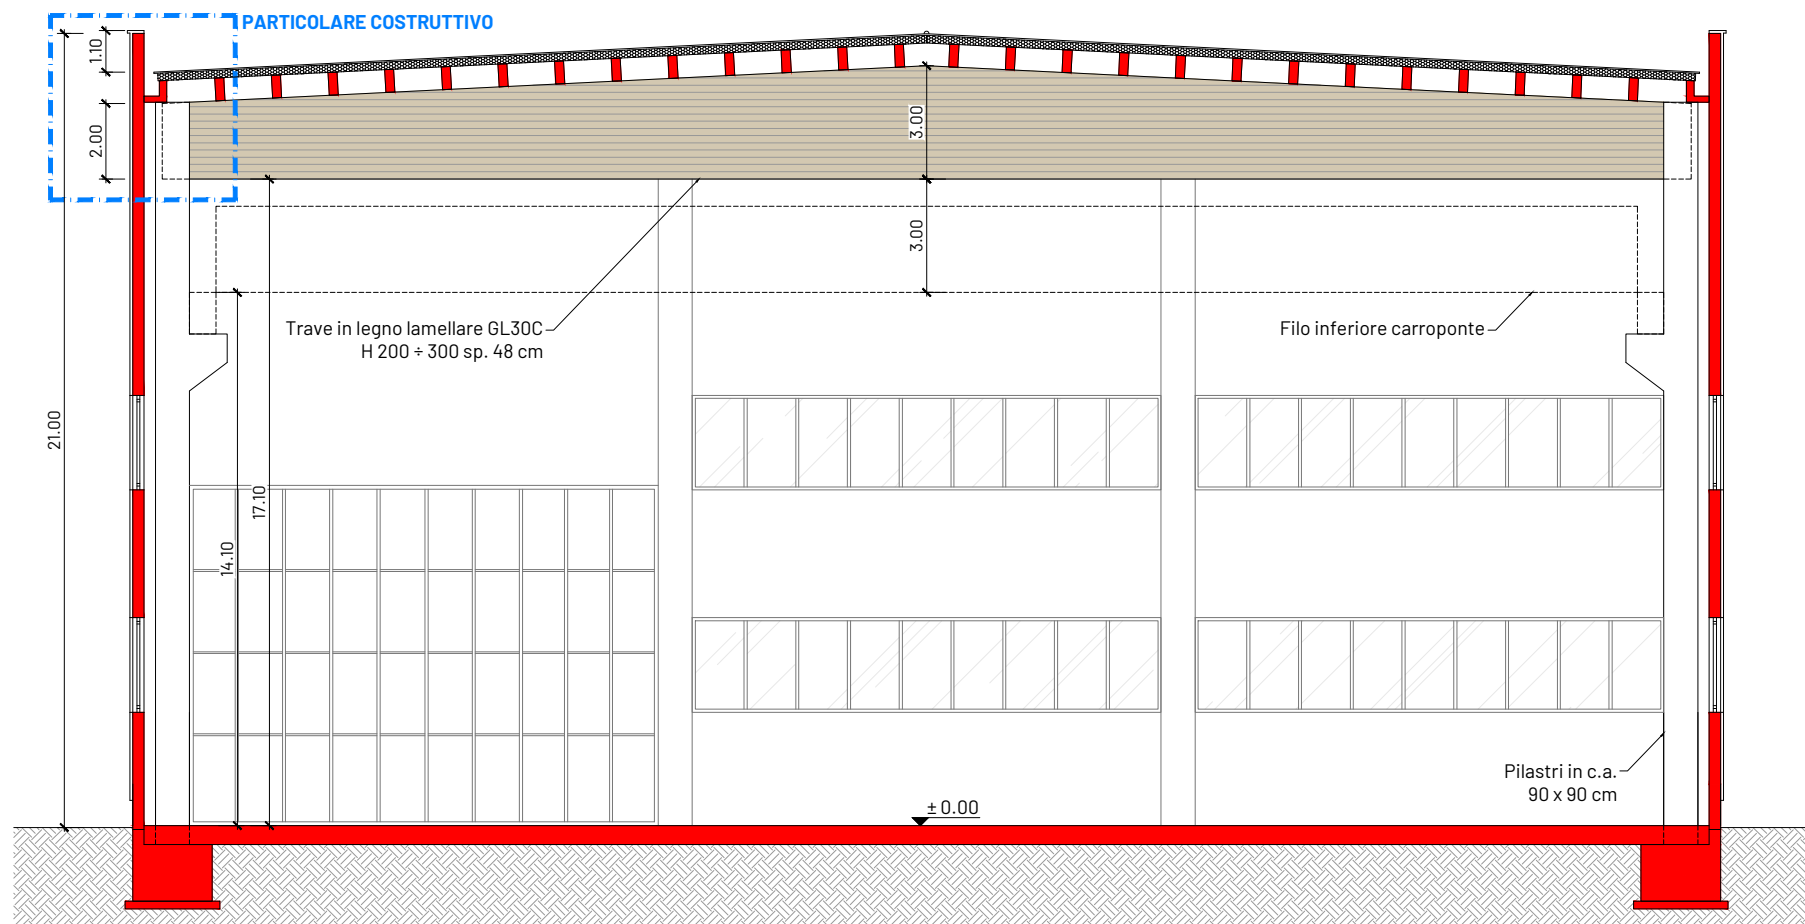 PARTICOLARE COSTRUTTIVO
1.10
2.00
3.00
3.00
Trave in legno lamellare GL30C
H 200 ÷ 300 sp. 48 cm
Filo inferiore carroponte
21.00
17.10
14.10
Pilastri in c.a.
90 x 90 cm
± 0.00